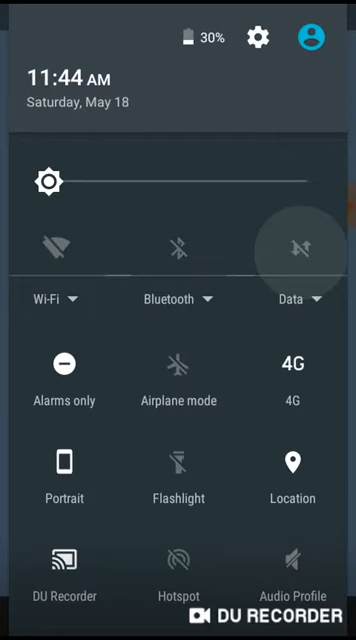 30%
11:44 AM
Saturday, May 18
Wi-Fi
Bluetooth
Data
Alarms only
Airplane mode
4G
4G
Portrait
Flashlight
Location
DU Recorder
Hotspot
Audio Profile
DU RECORDER